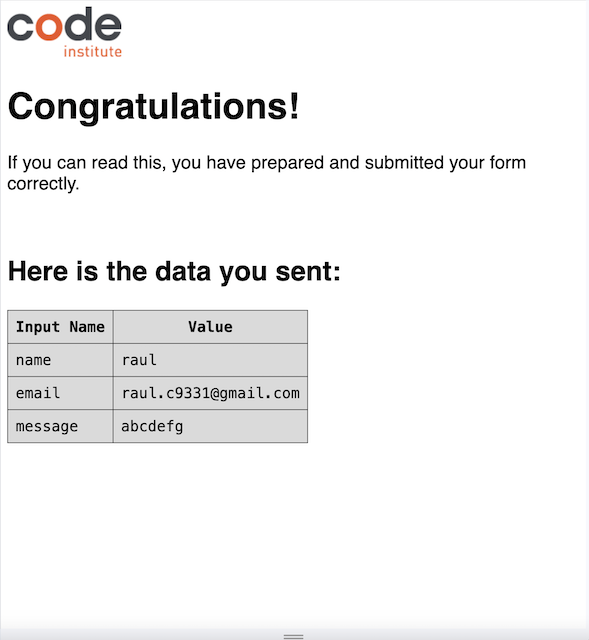 code
institute
Congratulations!
If you can read this, you have prepared and submitted your form
correctly.
Here is the data you sent:
Input Name Value
name raul
email raul.c9331@gmail.com
message abcdefg